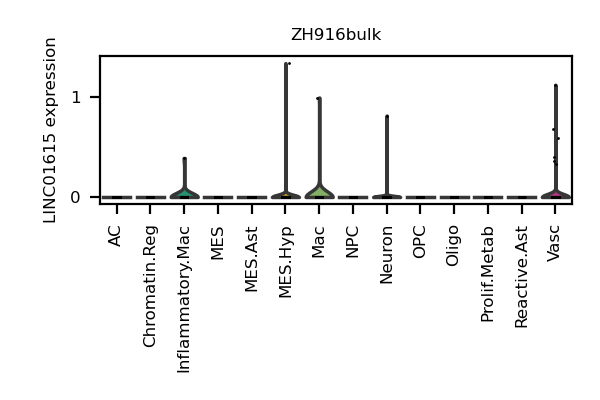 ZH916bulk
LINC01615 expression
1
0
AC
Chromatin.Reg
Inflammatory.Mac
MES
MES.Ast
MES.Hyp
Mac
NPC
Neuron
OPC
Oligo
Prolif.Metab
Reactive.Ast
Vasc